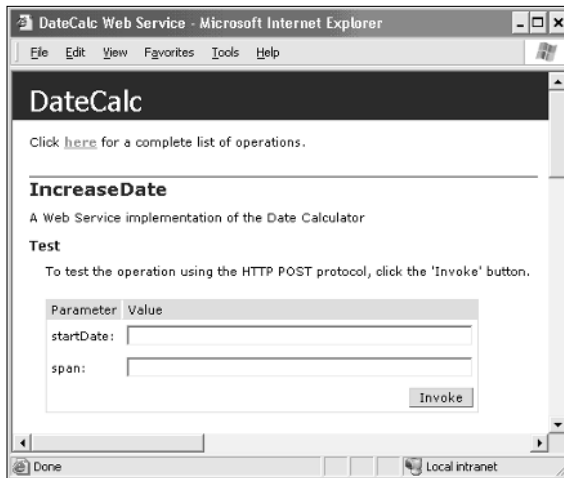 DateCalc Web Service - Microsoft Internet Explorer
File Edit View Favorites Tools Help
DateCalc
Click here for a complete list of operations.
IncreaseDate
A Web Service implementation of the Date Calculator
Test
To test the operation using the HTTP POST protocol, click the 'Invoke' button.
Parameter Value
startDate:
span:
Invoke
Done Local intranet